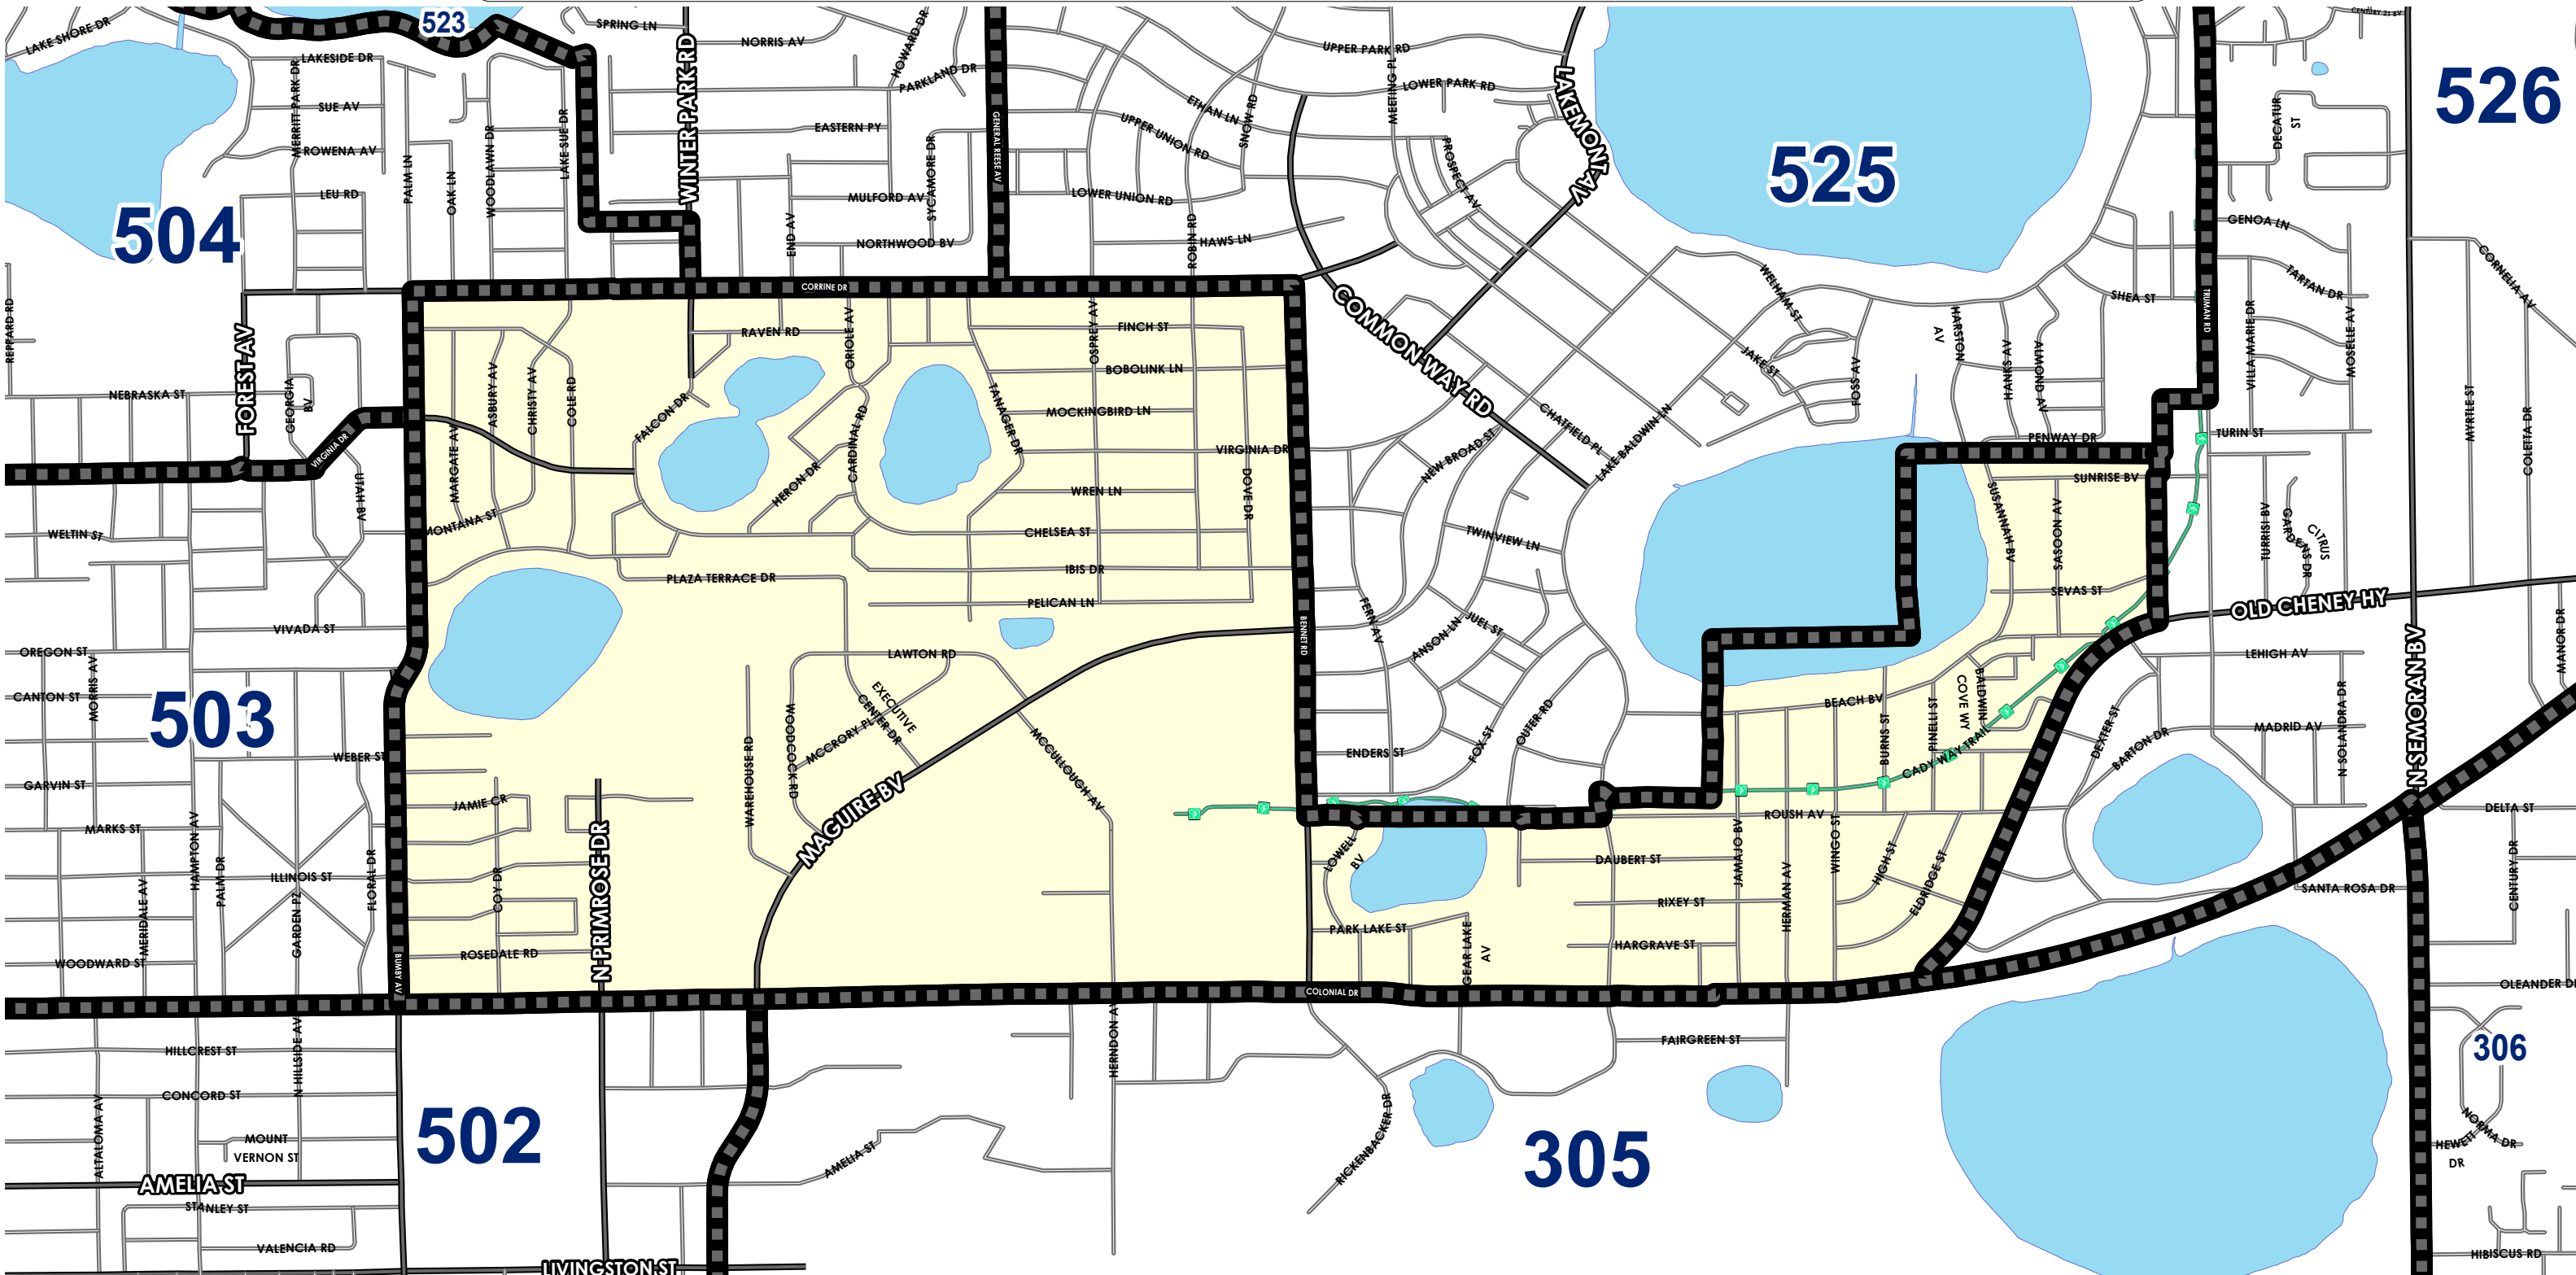 523
SPRING LN
CENTURY 21 BV
LAKE SHORE DR
NORRIS AV
HOWARD DR
UPPER PARK RD
LAKESIDE DR
WINTER PARK RD
PARKLAND DR
MEETING PL
LOWER PARK RD
LAKEMONT AV
526
MERRITT PARK DR
SUE AV
ETHAN LN
SNOW RD
DECATUR
ST
EASTERN PY
GENERAL REESE AV
UPPER UNION RD
PROSPECT AV
525
ROWENA AV
PALM LN
OAK LN
WOODLAWN DR
LAKE SUE DR
LEU RD
MULFORD AV
SYCAMORE DR
LOWER UNION RD
504
END AV
NORTHWOOD BV
ROBIN RD
HAWS LN
GENOA LN
CORNELIA AV
CORRINE DR
WELHAM ST
TARTAN DR
SHEA ST
TRUMAN RD
REPPARD RD
FOREST AV
RAVEN RD
ORIOLE AV
OSPREY AV
FINCH ST
COMMON WAY RD
HARSTON
AV
VILLA MARIE DR
MOSELLE AV
NEBRASKA ST
GEORGIA
BV
ASBURY AV
CHRISTY AV
COLE RD
BOBOLINK LN
JAKE ST
FOSS AV
HANKS AV
ALMOND AV
FALCON DR
CARDINAL RD
TANAGER DR
MOCKINGBIRD LN
CHATFIELD PL
MYRTLE ST
COLETTA DR
VIRGINIA DR
MARGATE AV
VIRGINIA DR
NEW BROAD ST
LAKE BALDWIN LN
PENWAY DR
TURIN ST
UTAH BV
HERON DR
WREN LN
DOVE DR
SUNRISE BV
WELTIN ST
MONTANA ST
CHELSEA ST
TWINVIEW LN
SUSANNAH BV
SASOON AV
TURRISI BV
GARDENS DR
CITRUS
PLAZA TERRACE DR
IBIS DR
SEVAS ST
OLD CHENEY HY
PELICAN LN
FERN AV
JUEL ST
VIVADA ST
BENNETT RD
ANSON LN
MANOR DR
OREGON ST
LAWTON RD
LEHIGH AV
N SEMORAN BV
CANTON ST
MORRIS AV
503
EXECUTIVE
CENTER DR
BEACH BV
BALDWIN
COVE WY
N SOLANDRA DR
WOODCOCK RD
MCCRORY PL
MCCULLOUGH AV
OUTER RD
BURNS ST
PINELLI ST
DEXTER ST
MADRID AV
WEBER ST
WAREHOUSE RD
ENDERS ST
FOX ST
CADY WAY TRAIL
BARTON DR
GARVIN ST
JAMIE CR
MAGUIRE BV
ROUSH AV
DELTA ST
MARKS ST
HAMPTON AV
LOWELL
BV
JAMAJO BV
WINGO ST
DAUBERT ST
HIGH ST
ELDRIDGE ST
ILLINOIS ST
PALM DR
FLORAL DR
COY DR
N PRIMROSE DR
HERMAN AV
SANTA ROSA DR
CENTURY DR
MERIDALE AV
GARDEN PZ
RIXEY ST
PARK LAKE ST
GEAR LAKE
AV
HARGRAVE ST
WOODWARD ST
BUMBY AV
ROSEDALE RD
COLONIAL DR
OLEANDER DR
HILLCREST ST
N HILLSIDE AV
HERNDON AV
FAIRGREEN ST
306
CONCORD ST
ALTALOMA AV
502
MOUNT
VERNON ST
AMELIA ST
RICKENBACKER DR
305
NORMA DR
HEWETT
DR
AMELIA ST
STANLEY ST
VALENCIA RD
HIBISCUS RD
LIVINGSTON ST